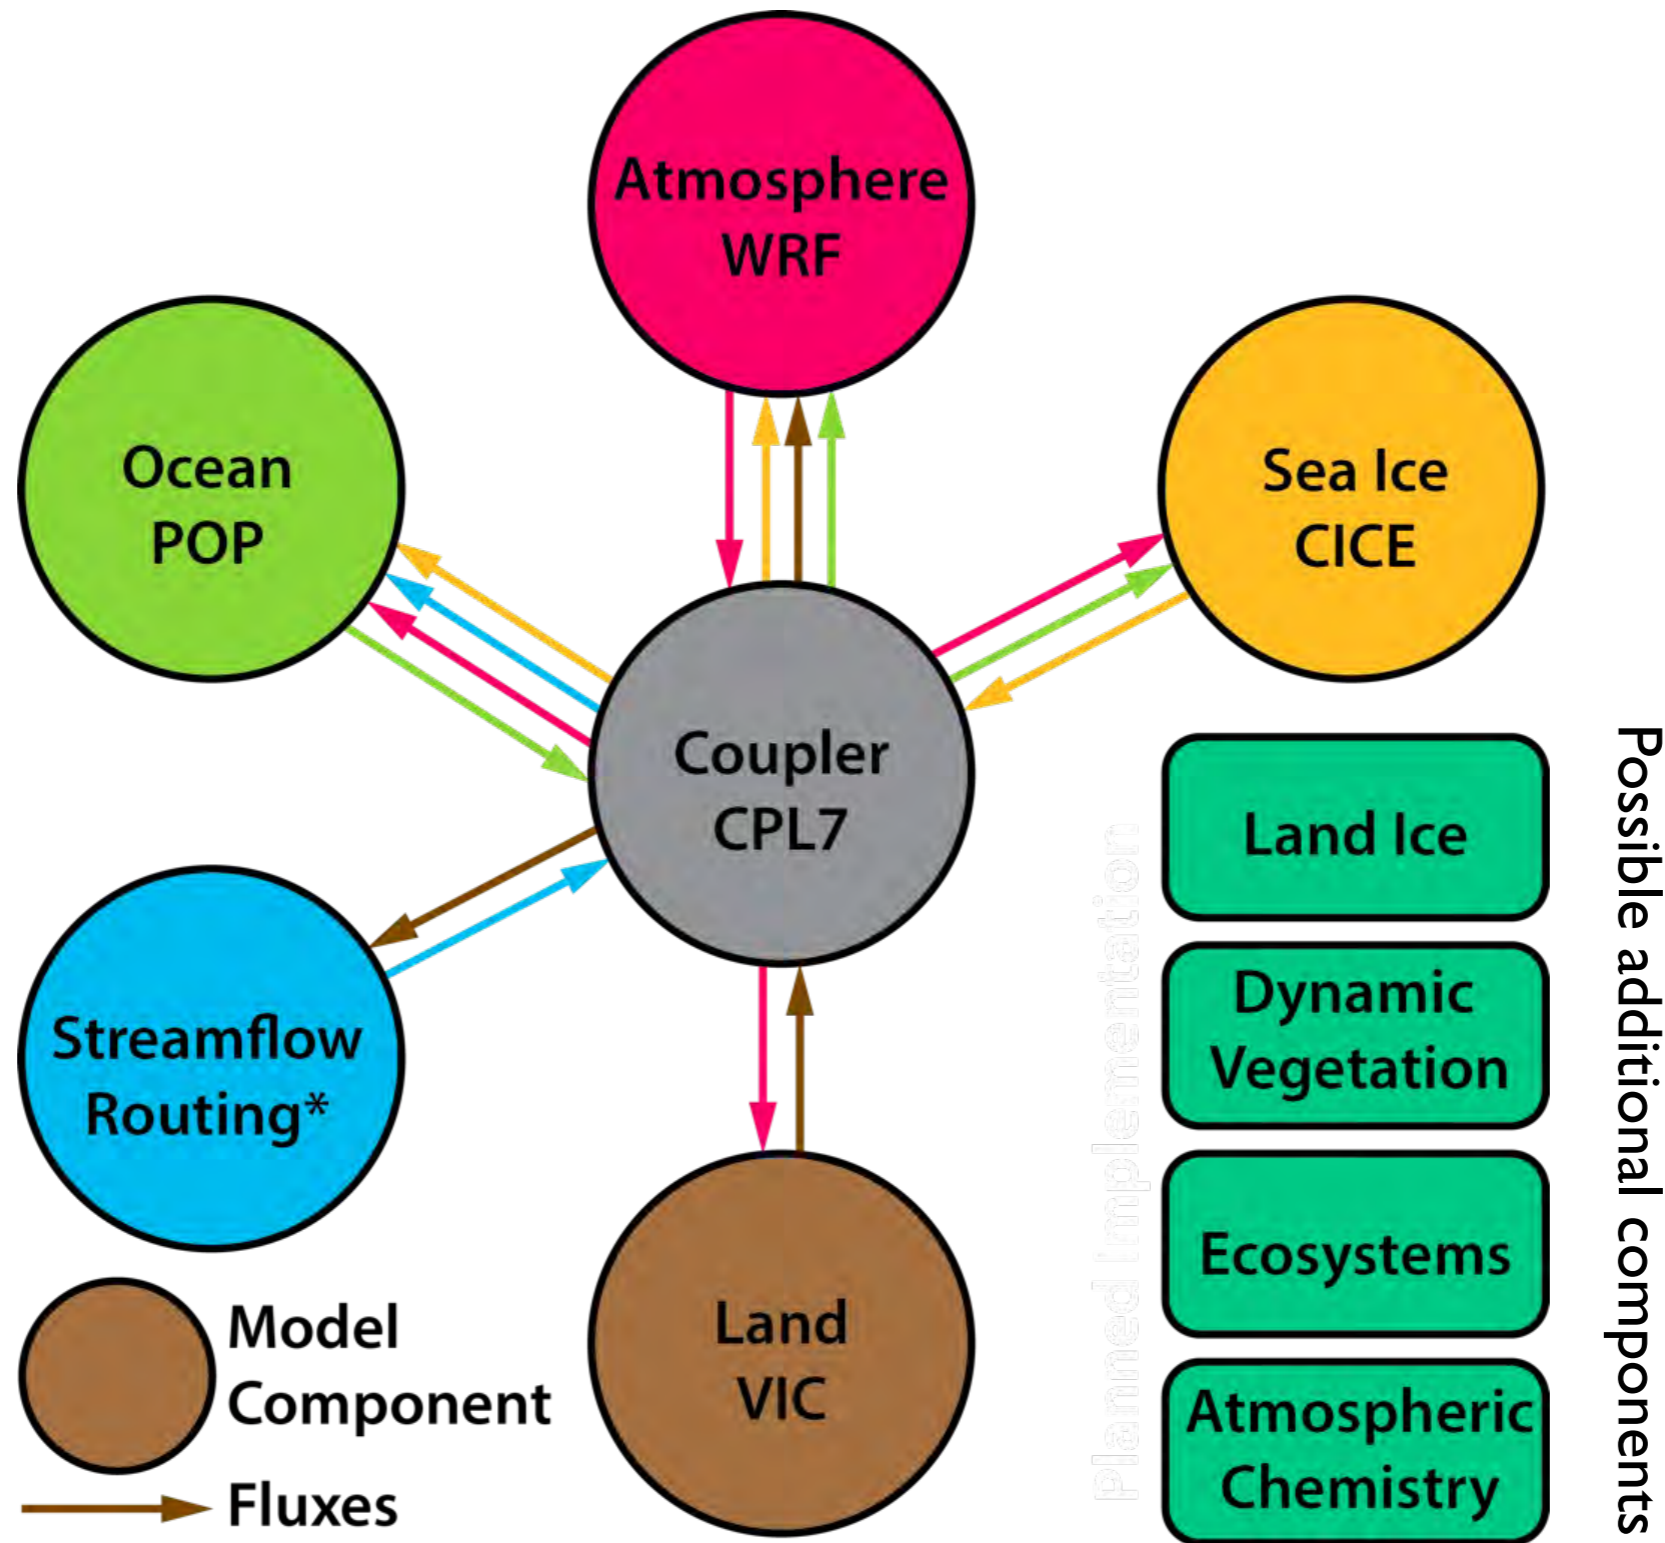 Atmosphere
WRF
Ocean
POP
Sea Ice
CICE
Coupler
CPL7
Streamflow
Routing*
Land
VIC
Model
Component
Fluxes
Planned Implementation
Land Ice
Dynamic
Vegetation
Ecosystems
Atmospheric
Chemistry
Possible additional components